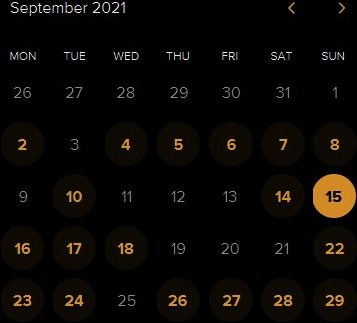 September 2021
MON TUE WED THU FRI SAT SUN
26 27 28 29 30 31 1
2 3 4 5 6 7 8
9 10 11 12 13 14 15
16 17 18 19 20 21 22
23 24 25 26 27 28 29